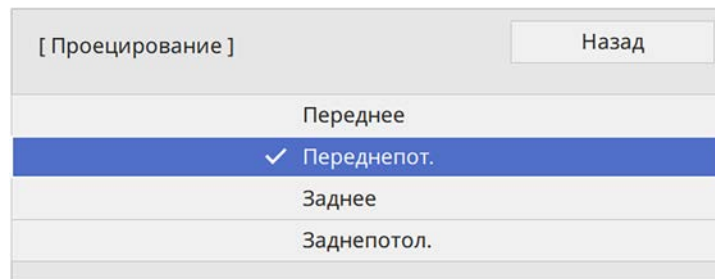 [ Проецирование ]
Назад
Переднее
Переднепот.
Заднее
Заднепотол.